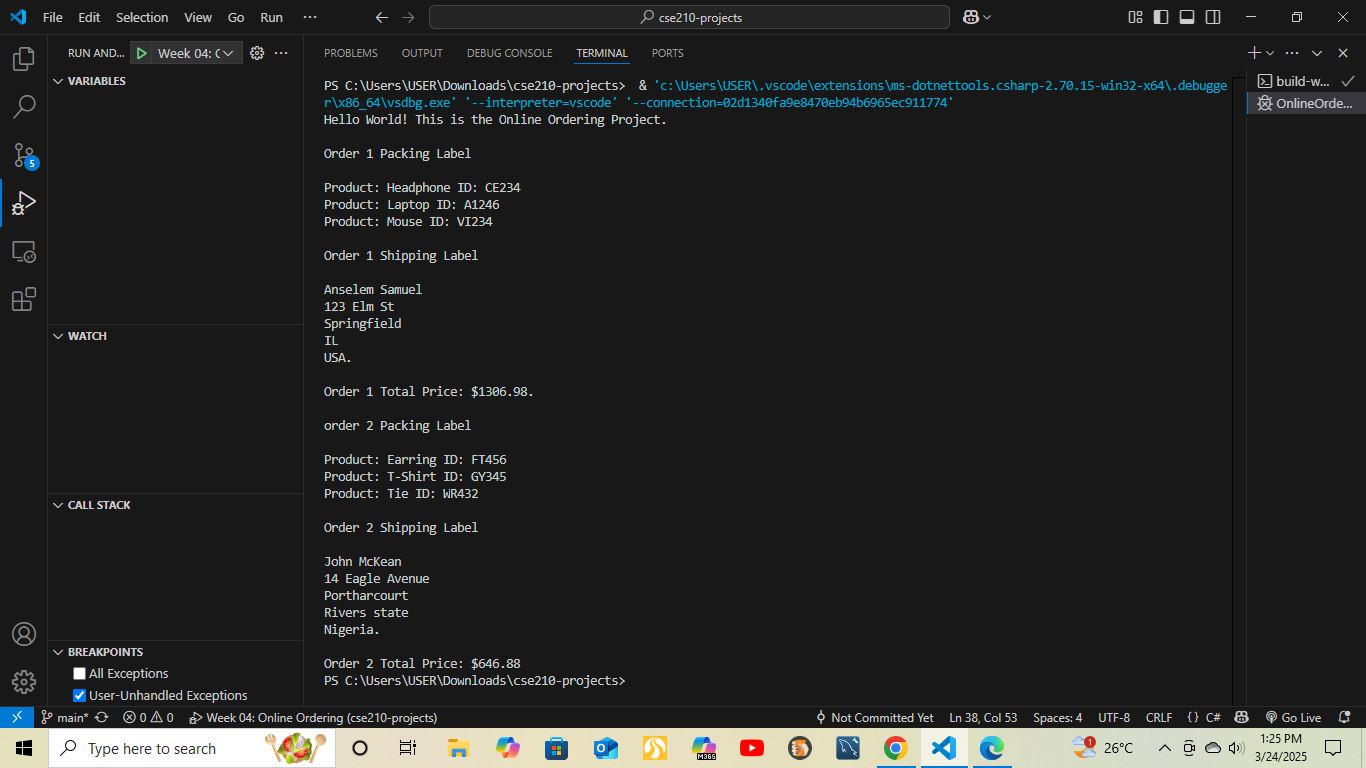 File Edit Selection View Go Run ···
cse210-projects
RUN AND... Week 04: C
VARIABLES
WATCH
CALL STACK
BREAKPOINTS
All Exceptions
User-Unhandled Exceptions
5
PROBLEMS OUTPUT DEBUG CONSOLE TERMINAL PORTS
PS C:\Users\USER\Downloads\cse210-projects>  & 'c:\Users\USER\.vscode\extensions\ms-dotnettools.csharp-2.70.15-win32-x64\.debugge
r\x86_64\vsdbg.exe' '--interpreter=vscode' '--connection=02d1340fa9e8470eb94b6965ec911774'
Hello World! This is the Online Ordering Project.
Order 1 Packing Label
Product: Headphone ID: CE234
Product: Laptop ID: A1246
Product: Mouse ID: VI234
Order 1 Shipping Label
Anselem Samuel
123 Elm St
Springfield
IL
USA.
Order 1 Total Price: $1306.98.
order 2 Packing Label
Product: Earring ID: FT456
Product: T-Shirt ID: GY345
Product: Tie ID: WR432
Order 2 Shipping Label
John McKean
14 Eagle Avenue
Portharcourt
Rivers state
Nigeria.
Order 2 Total Price: $646.88
PS C:\Users\USER\Downloads\cse210-projects>
build-w...
OnlineOrde...
main* 0 0 Week 04: Online Ordering (cse210-projects) Not Committed Yet Ln 38, Col 53 Spaces: 4 UTF-8 CRLF {} C# Go Live
Type here to search M365 1 26°C 1:25 PM
3/24/2025